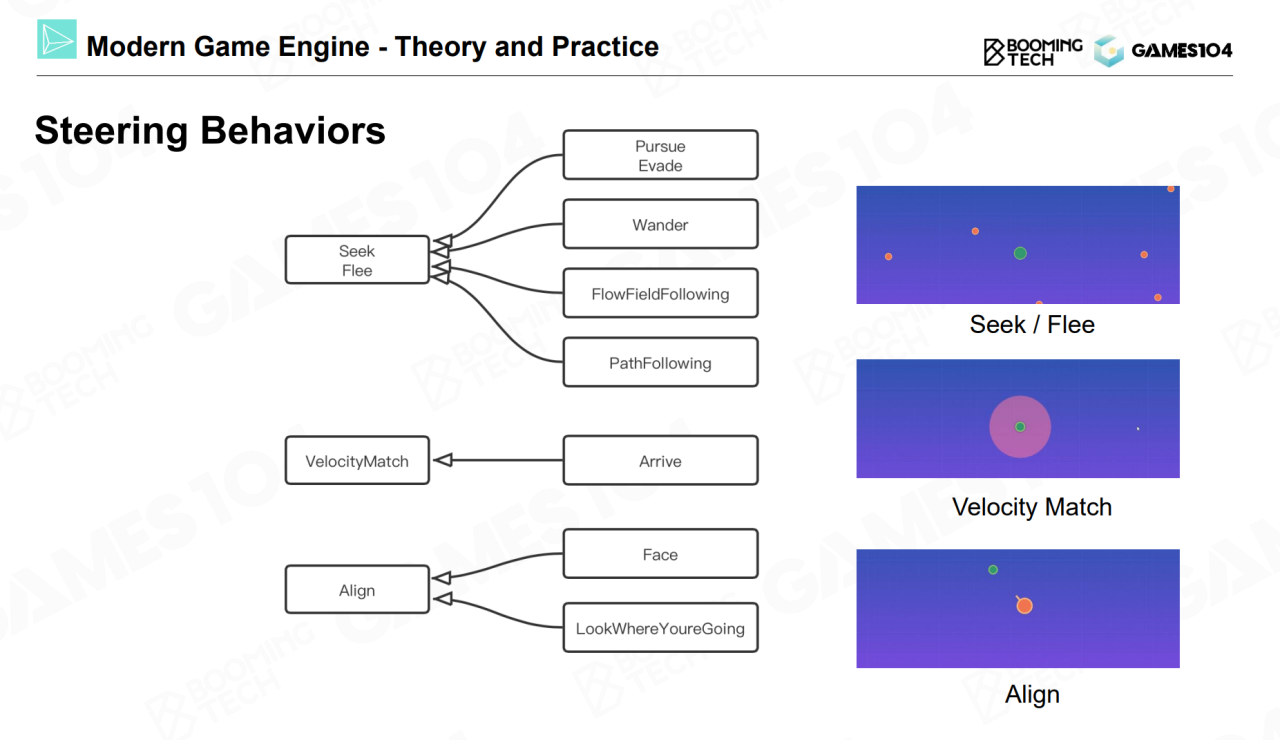 Modern Game Engine - Theory and Practice
BOOMING
TECH
GAMES104
Steering Behaviors
Pursue
Evade
Wander
Seek
Flee
FlowFieldFollowing
PathFollowing
VelocityMatch
Arrive
Face
Align
LookWhereYoureGoing
Seek / Flee
Velocity Match
Align